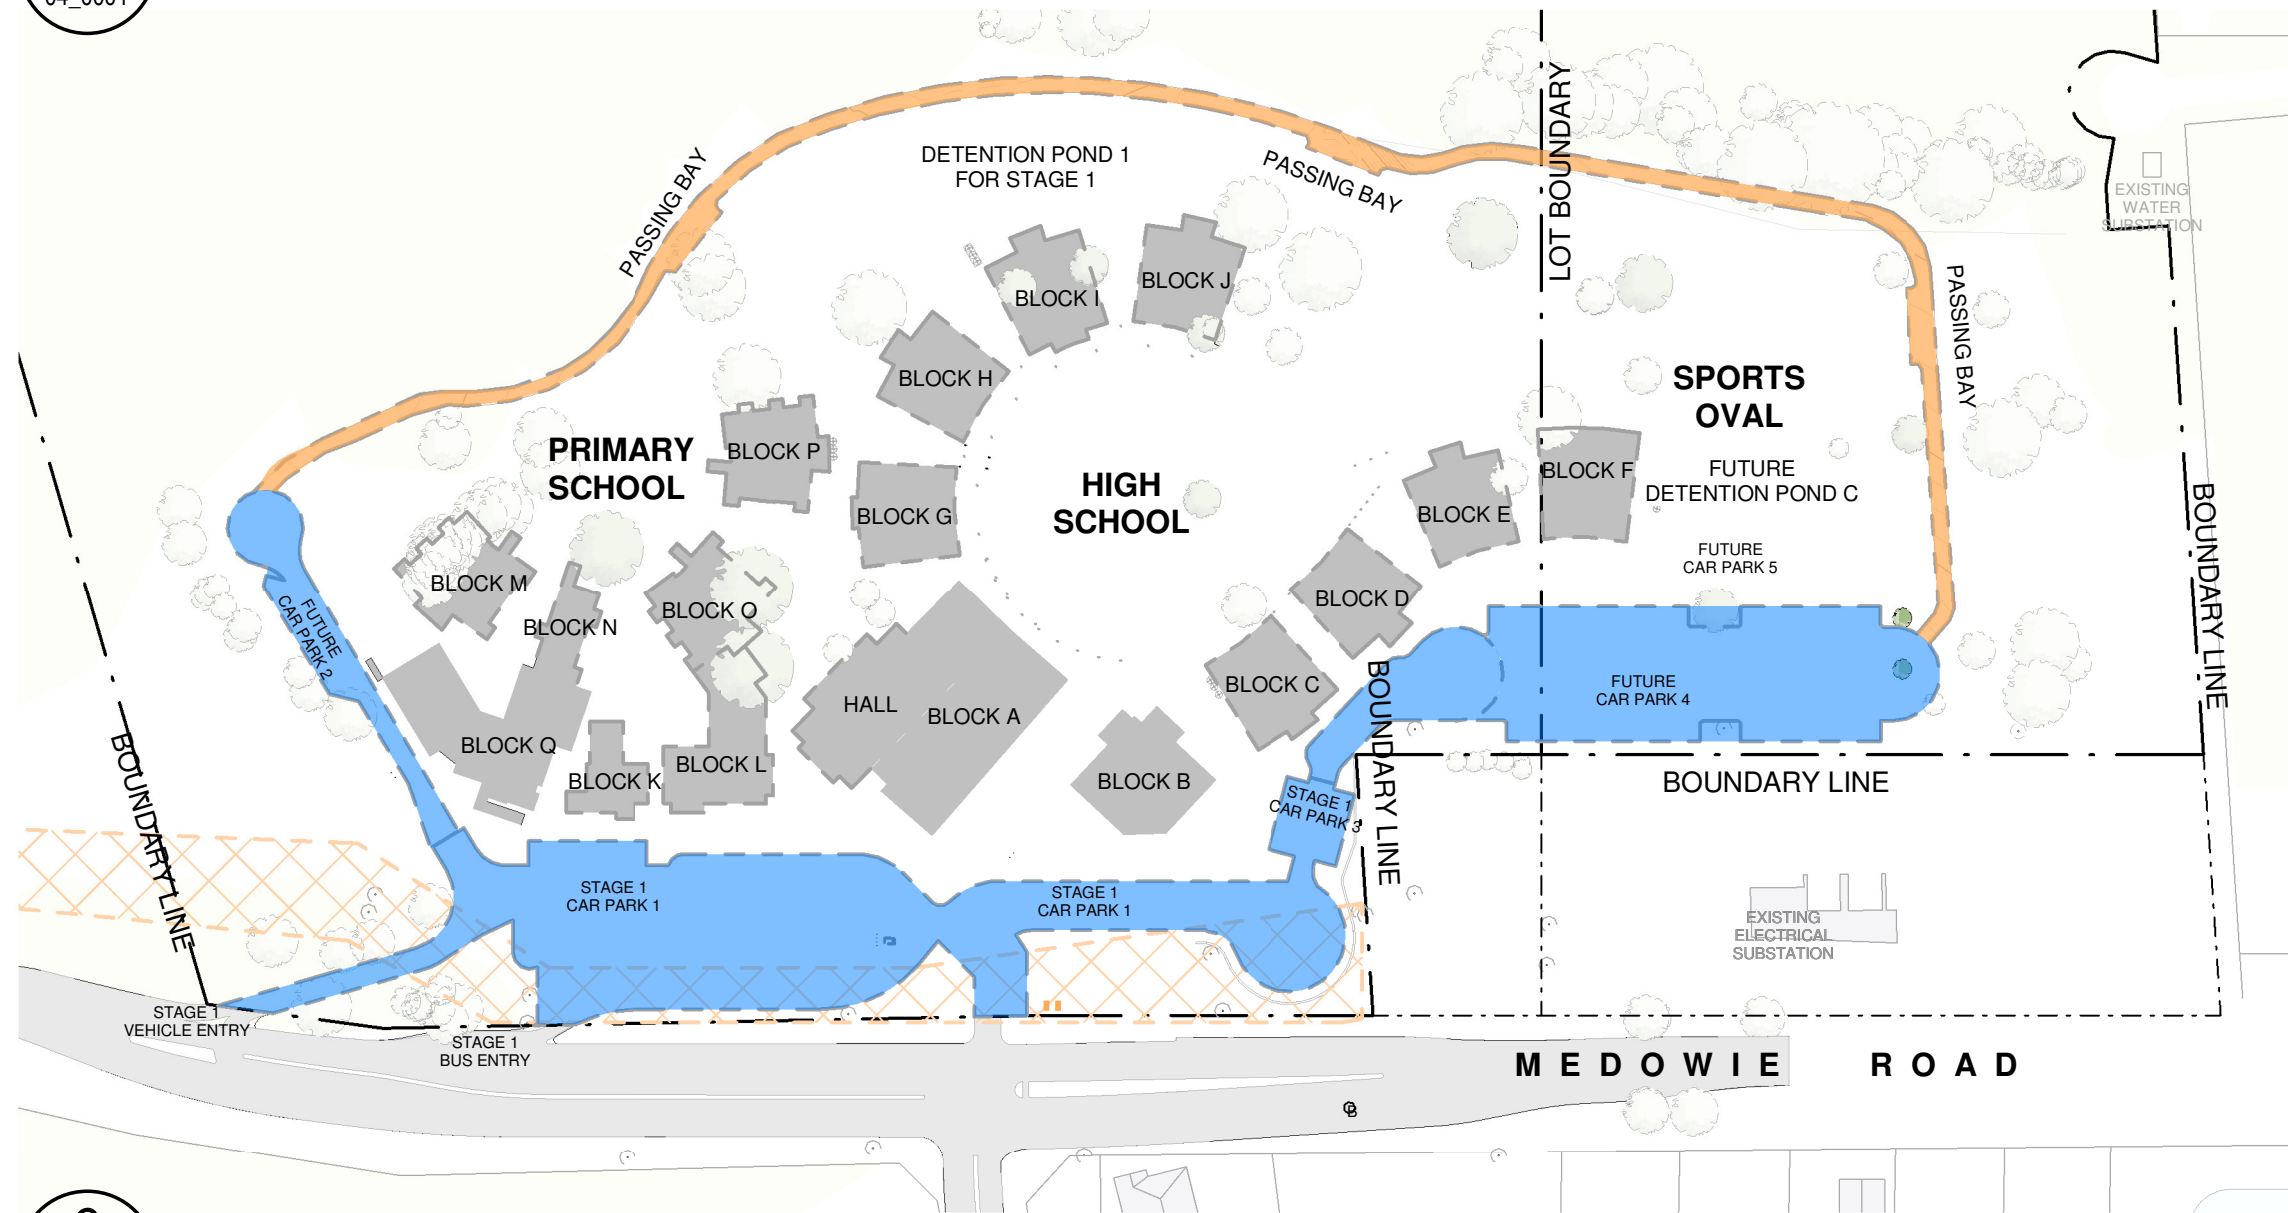 LOT BOUNDARY
DETENTION POND 1
FOR STAGE 1
PASSING BAY
PASSING BAY
PASSING BAY
EXISTING
WATER
SUBSTATION
BLOCK I
BLOCK J
BLOCK H
SPORTS
OVAL
PRIMARY
SCHOOL
BLOCK P
HIGH
SCHOOL
BLOCK G
BLOCK E
BLOCK F
FUTURE
DETENTION POND C
FUTURE
CAR PARK 5
BOUNDARY LINE
BLOCK M
BLOCK N
BLOCK O
BLOCK D
FUTURE
CAR PARK 2
BLOCK C
FUTURE
CAR PARK 4
HALL
BLOCK A
BLOCK Q
BLOCK K
BLOCK L
BLOCK B
STAGE 1
CAR PARK 3
BOUNDARY LINE
BOUNDARY LINE
BOUNDARY LINE
STAGE 1
CAR PARK 1
STAGE 1
CAR PARK 1
EXISTING
ELECTRICAL
SUBSTATION
STAGE 1
VEHICLE ENTRY
STAGE 1
BUS ENTRY
MEDOWIE ROAD